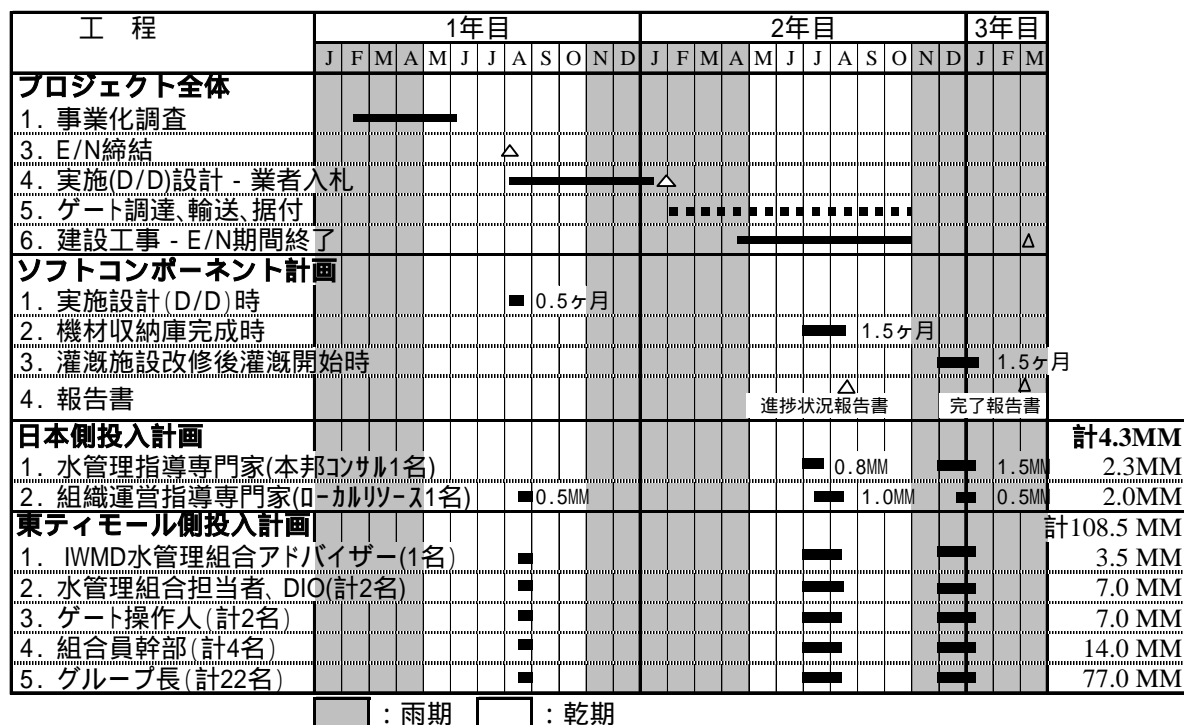 工 程 1年目 2年目 3年目
J F M A M J J A S O N D J F M A M J J A S O N D J F M
プロジェクト全体
1. 事業化調査
3. E/N締結
4. 実施(D/D)設計 - 業者入札
5. ゲート調達、輸送、据付
6. 建設工事 - E/N期間終了
ソフトコンポーネント計画
1. 実施設計(D/D)時 0.5ヶ月
2. 機材収納庫完成時 1.5ヶ月
3. 灌漑施設改修後灌漑開始時 1.5ヶ月
4. 報告書 進捗状況報告書 完了報告書
日本側投入計画 計4.3MM
1. 水管理指導専門家(本邦コンサル1名) 0.8MM 1.5MM 2.3MM
2. 組織運営指導専門家(ローカルリソース1名) 0.5MM 1.0MM 0.5MM 2.0MM
東ティモール側投入計画 計108.5 MM
1. IWMD水管理組合アドバイザー(1名) 3.5 MM
2. 水管理組合担当者、DIO(計2名) 7.0 MM
3. ゲート操作人(計2名) 7.0 MM
4. 組合員幹部(計4名) 14.0 MM
5. グループ長(計22名) 77.0 MM
:雨期 :乾期